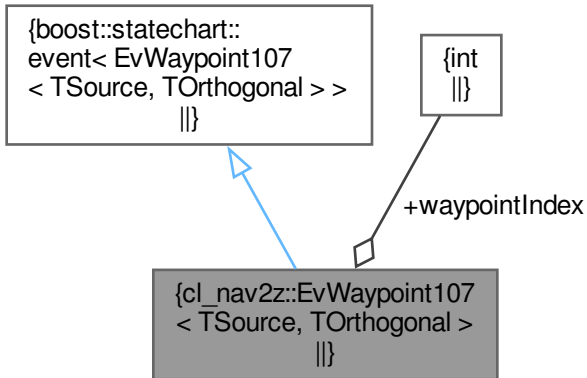 {boost::statechart::
event< EvWaypoint107
< TSource, TOrthogonal > >
||}
{int
||}
+waypointIndex
{cl_nav2z::EvWaypoint107
< TSource, TOrthogonal >
||}